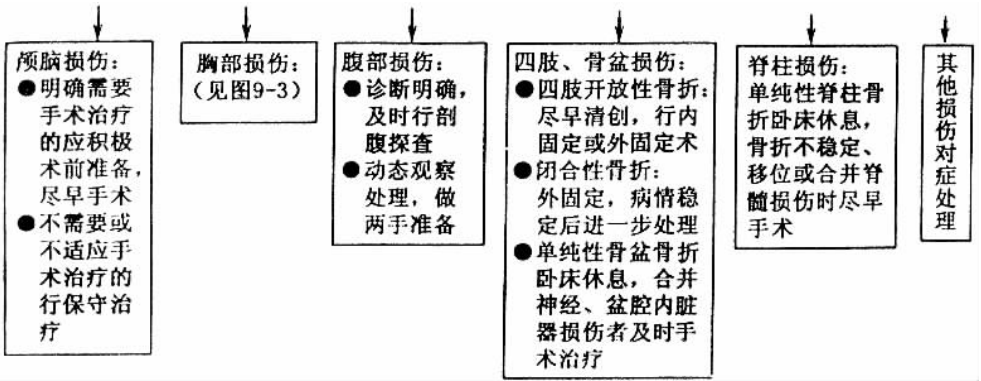 颅脑损伤：
●明确需要
手术治疗
的应积极
术前准备，
尽早手术
●不需要或
不适应手
术治疗的
行保守治
疗
胸部损伤：
（见图9-3）
腹部损伤：
●诊断明确，
及时行剖
腹探查
●动态观察
处理，做
两手准备
四肢、骨盆损伤：
●四肢开放性骨折：
尽早清创，行内
固定或外固定术
●闭合性骨折：
外固定，病情稳
定后进一步处理
●单纯性骨盆骨折
卧床休息，合并
神经、盆腔内脏
器损伤者及时手
术治疗
脊柱损伤：
单纯性脊柱骨
折卧床休息，
骨折不稳定、
移位或合并脊
髓损伤时尽早
手术
其他损伤对症处理